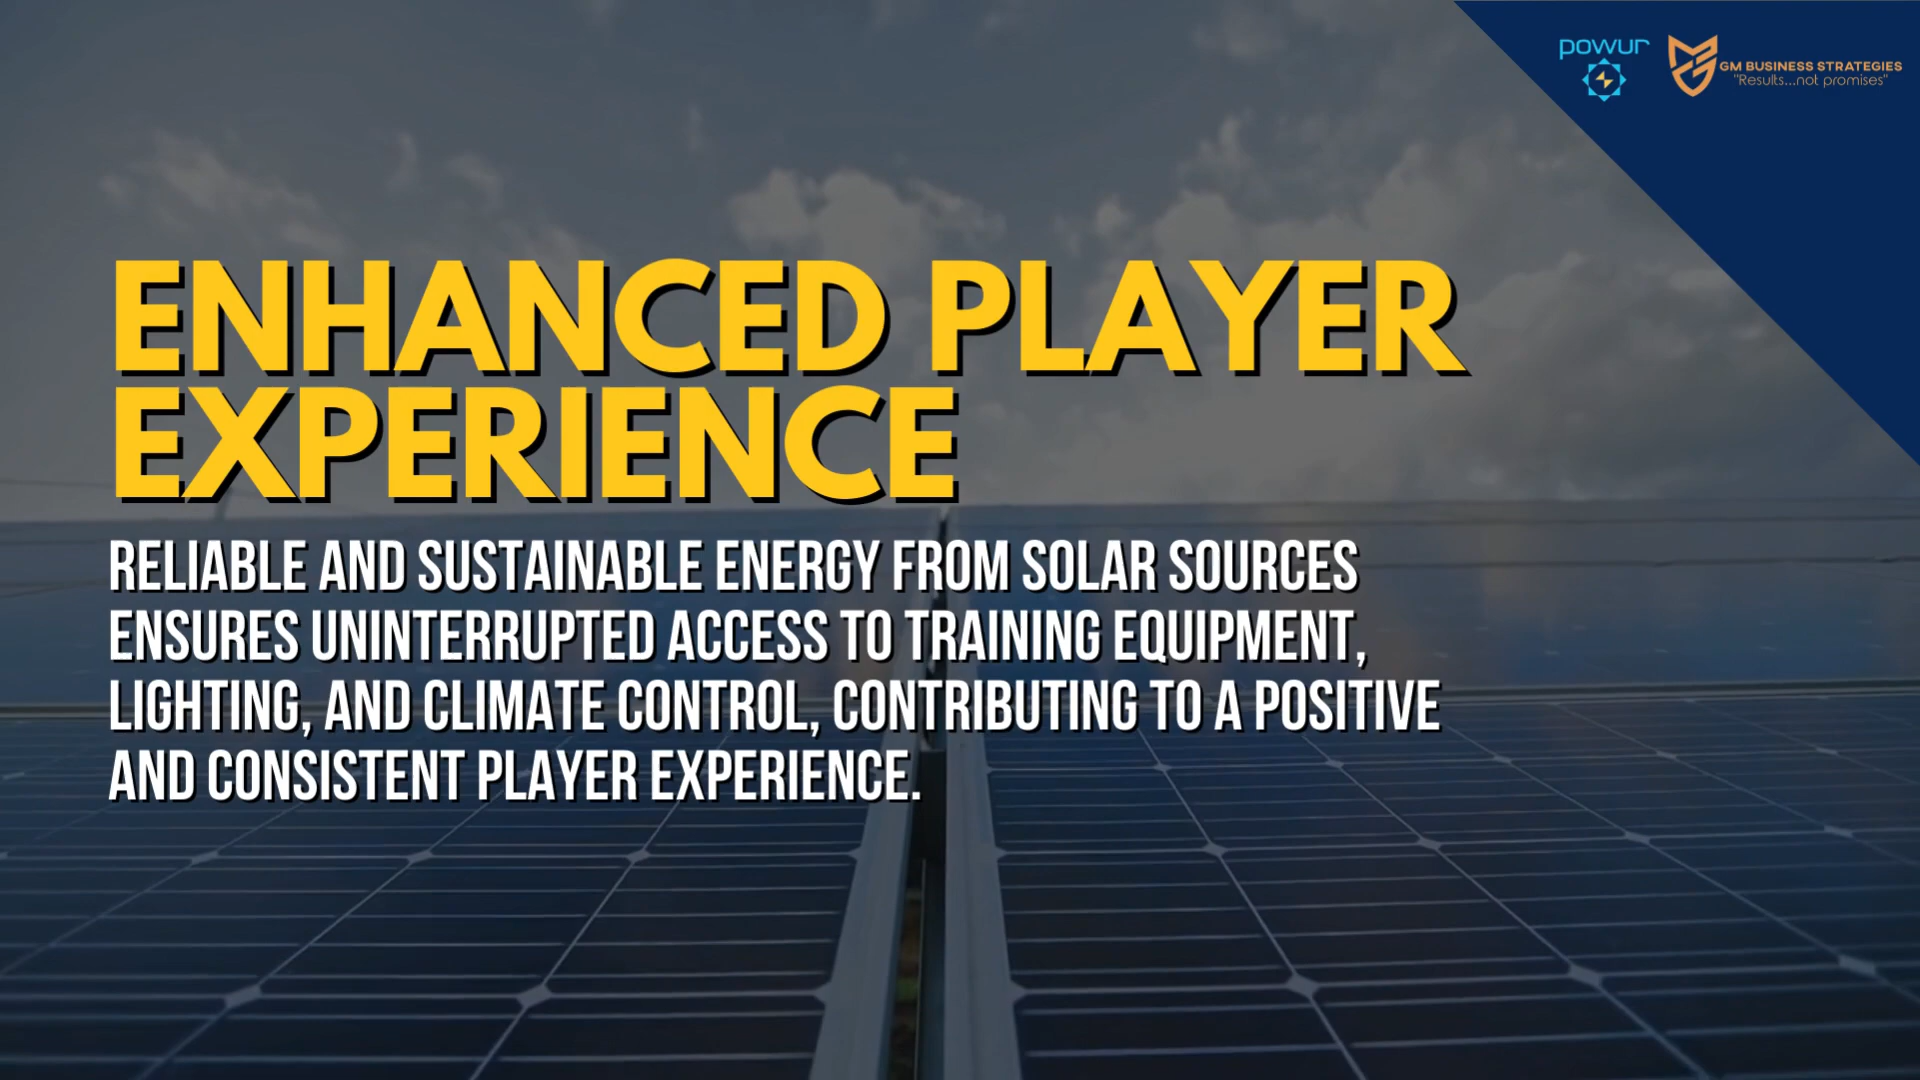 powur
GM BUSINESS STRATEGIES
"Results...not promises"
ENHANCED PLAYER
EXPERIENCE
RELIABLE AND SUSTAINABLE ENERGY FROM SOLAR SOURCES
ENSURES UNINTERRUPTED ACCESS TO TRAINING EQUIPMENT,
LIGHTING, AND CLIMATE CONTROL, CONTRIBUTING TO A POSITIVE
AND CONSISTENT PLAYER EXPERIENCE.